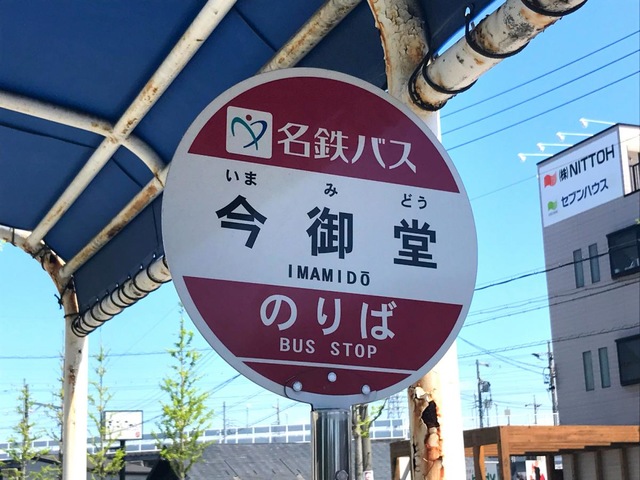 名鉄バス
いま み どう
今御堂
IMAMIDŌ
のりば
BUS STOP
(株)NITTOH
セブンハウス